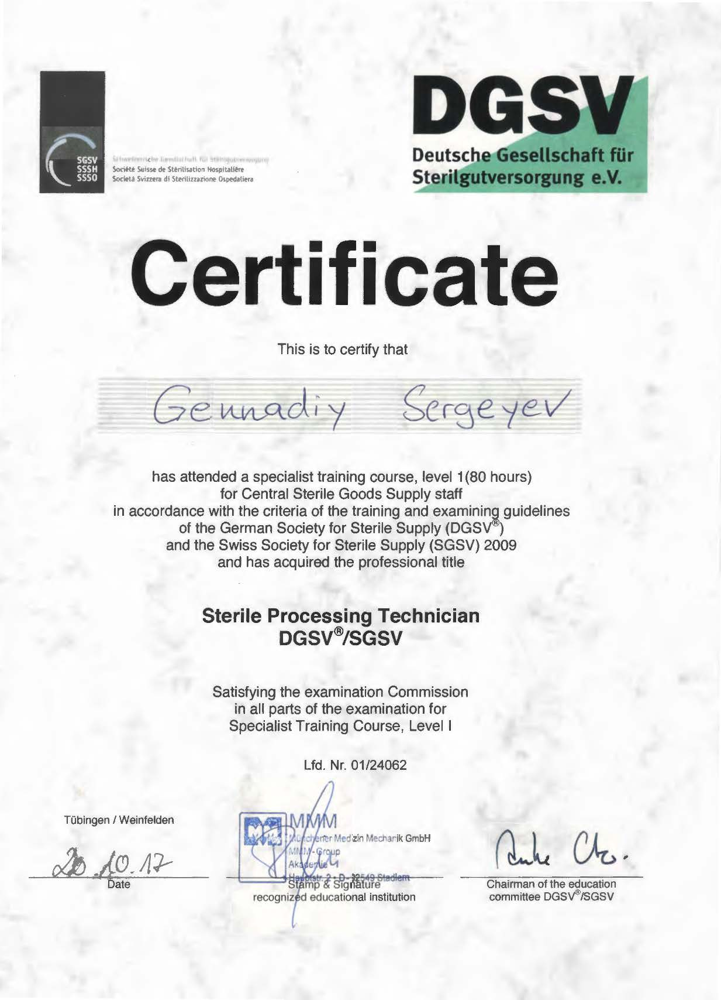 SGSV
SSSH
SSSO
Schweizerische Gesellschaft für Sterilgutversorgung
Société Suisse de Stérilisation Hospitalière
Società Svizzera di Sterilizzazione Ospedaliera
DGSV
Deutsche Gesellschaft für
Sterilgutversorgung e.V.
Certificate
This is to certify that
Gennadiy Sergeyev
has attended a specialist training course, level 1(80 hours)
for Central Sterile Goods Supply staff
in accordance with the criteria of the training and examining guidelines
of the German Society for Sterile Supply (DGSV®)
and the Swiss Society for Sterile Supply (SGSV) 2009
and has acquired the professional title
Sterile Processing Technician
DGSV®/SGSV
Satisfying the examination Commission
in all parts of the examination for
Specialist Training Course, Level I
Lfd. Nr. 01/24062
Tübingen / Weinfelden
20.10.17
Date
MMM
Münchener Medizin Mechanik GmbH
MMM-Group
Akademie
Hauptstr. 2 · D- Stadlern
Stamp & Signature
recognized educational institution
Chairman of the education
committee DGSV®/SGSV